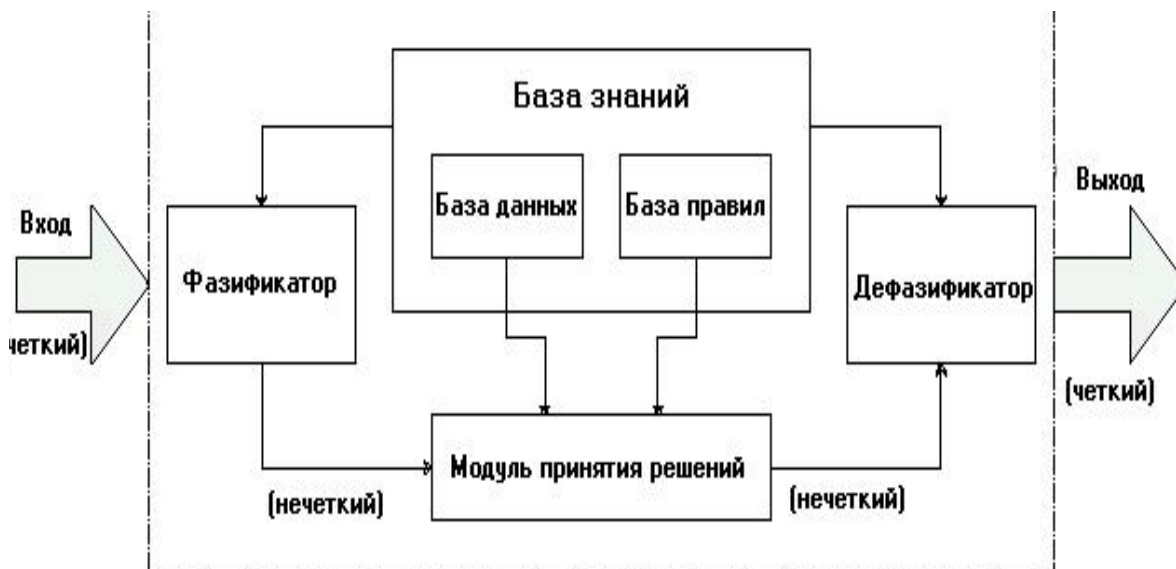 База знаний
База данных
База правил
Вход
Фазификатор
четкий)
Выход
Дефазификатор
(четкий)
Модуль принятия решений
(нечеткий)
(нечеткий)